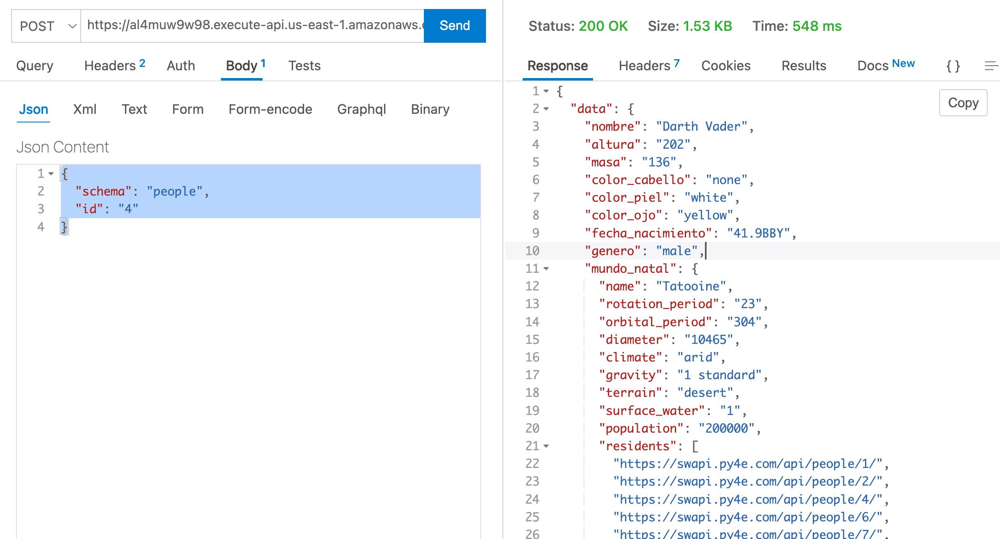 POST https://al4muw9w98.execute-api.us-east-1.amazonaws. Send
Query Headers 2 Auth Body 1 Tests
Json Xml Text Form Form-encode Graphql Binary
Json Content
1 {
2 "schema": "people",
3 "id": "4"
4 }
Status: 200 OK Size: 1.53 KB Time: 548 ms
Response Headers 7 Cookies Results Docs New { }
Copy
1 {
2 "data": {
3 "nombre": "Darth Vader",
4 "altura": "202",
5 "masa": "136",
6 "color_cabello": "none",
7 "color_piel": "white",
8 "color_ojo": "yellow",
9 "fecha_nacimiento": "41.9BBY",
10 "genero": "male",
11 "mundo_natal": {
12 "name": "Tatooine",
13 "rotation_period": "23",
14 "orbital_period": "304",
15 "diameter": "10465",
16 "climate": "arid",
17 "gravity": "1 standard",
18 "terrain": "desert",
19 "surface_water": "1",
20 "population": "200000",
21 "residents": [
22 "https://swapi.py4e.com/api/people/1/",
23 "https://swapi.py4e.com/api/people/2/",
24 "https://swapi.py4e.com/api/people/4/",
25 "https://swapi.py4e.com/api/people/6/",
26 "https://swapi.py4e.com/api/people/7/",